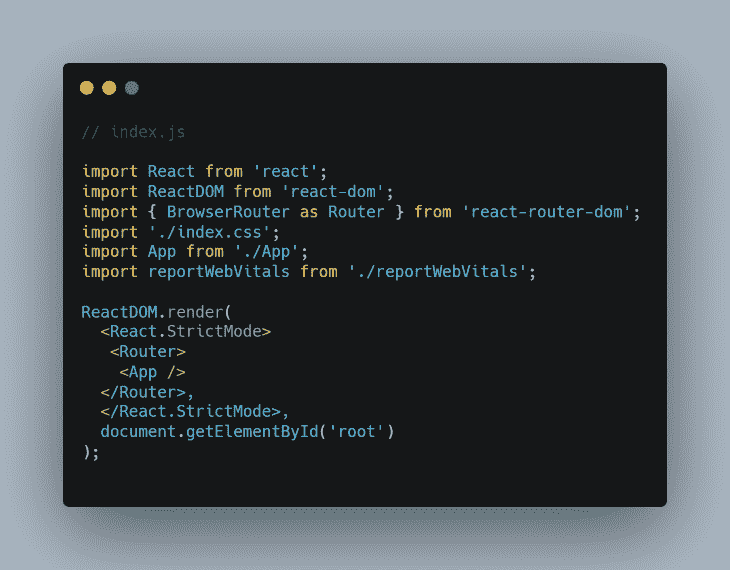 // index.js

import React from 'react';
import ReactDOM from 'react-dom';
import { BrowserRouter as Router } from 'react-router-dom';
import './index.css';
import App from './App';
import reportWebVitals from './reportWebVitals';

ReactDOM.render(
  <React.StrictMode>
   <Router>
    <App />
  </Router>,
  </React.StrictMode>,
  document.getElementById('root')
);